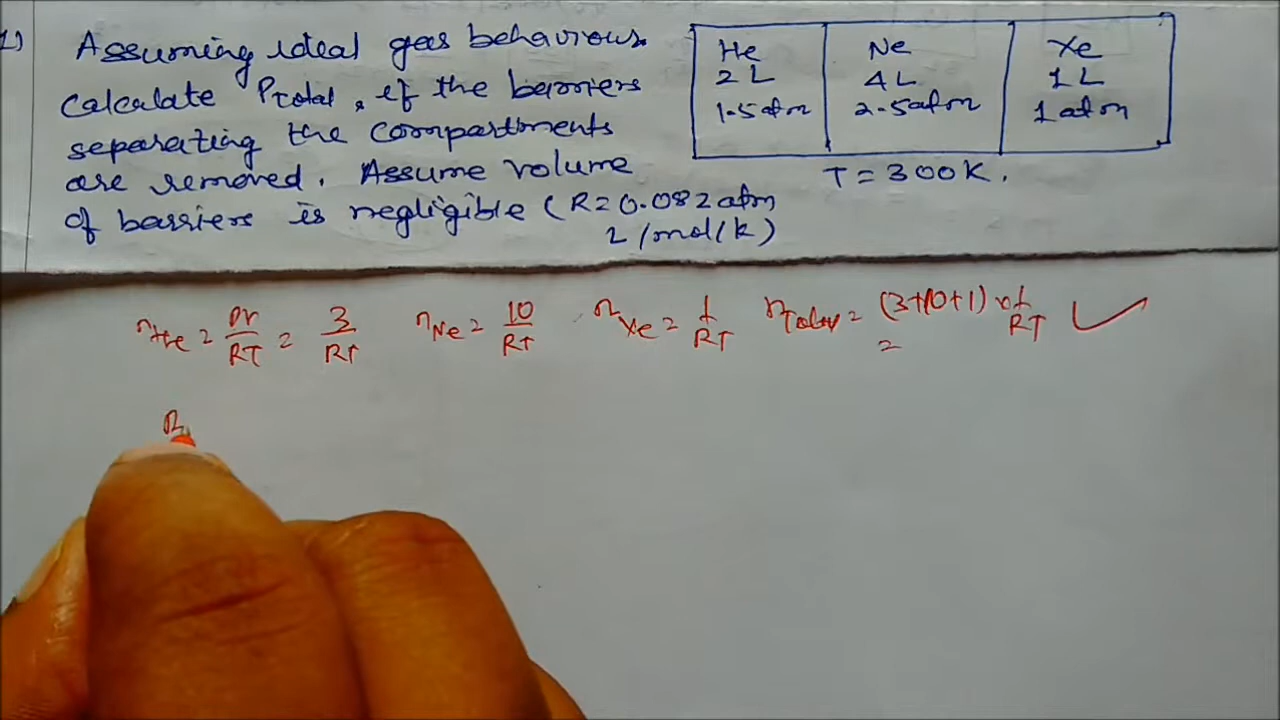 1) Assuming ideal gas behaviour.
Calculate Ptotal, if the barriers
separating the compartments
are removed. Assume volume
of barriers is negligible (R=0.082 atm
L/mol/K)
He Ne Xe
2 L 4 L 1 L
1.5 atm 2.5 atm 1 atm
T = 300 K.
nHe = PV/RT = 3/RT nNe = 10/RT nXe = 1/RT nTotal = (3+10+1) x 1/RT
=